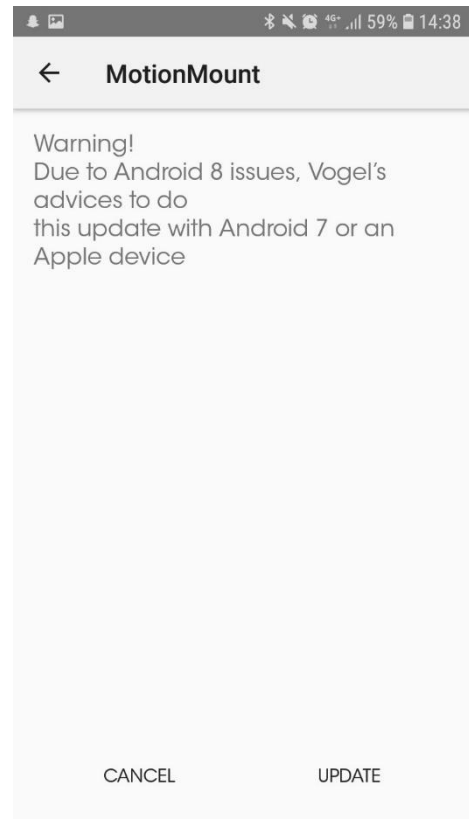 4G+ 59% 14:38
MotionMount
Warning!
Due to Android 8 issues, Vogel's
advices to do
this update with Android 7 or an
Apple device
CANCEL UPDATE